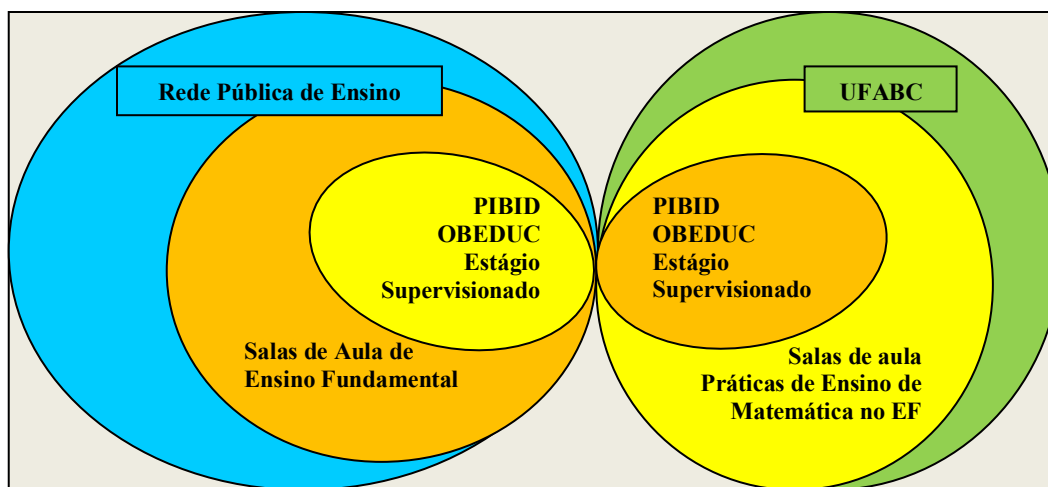 Rede Pública de Ensino
UFABC
PIBID
OBEDUC
Estágio
Supervisionado
PIBID
OBEDUC
Estágio
Supervisionado
Salas de Aula de
Ensino Fundamental
Salas de aula
Práticas de Ensino de
Matemática no EF